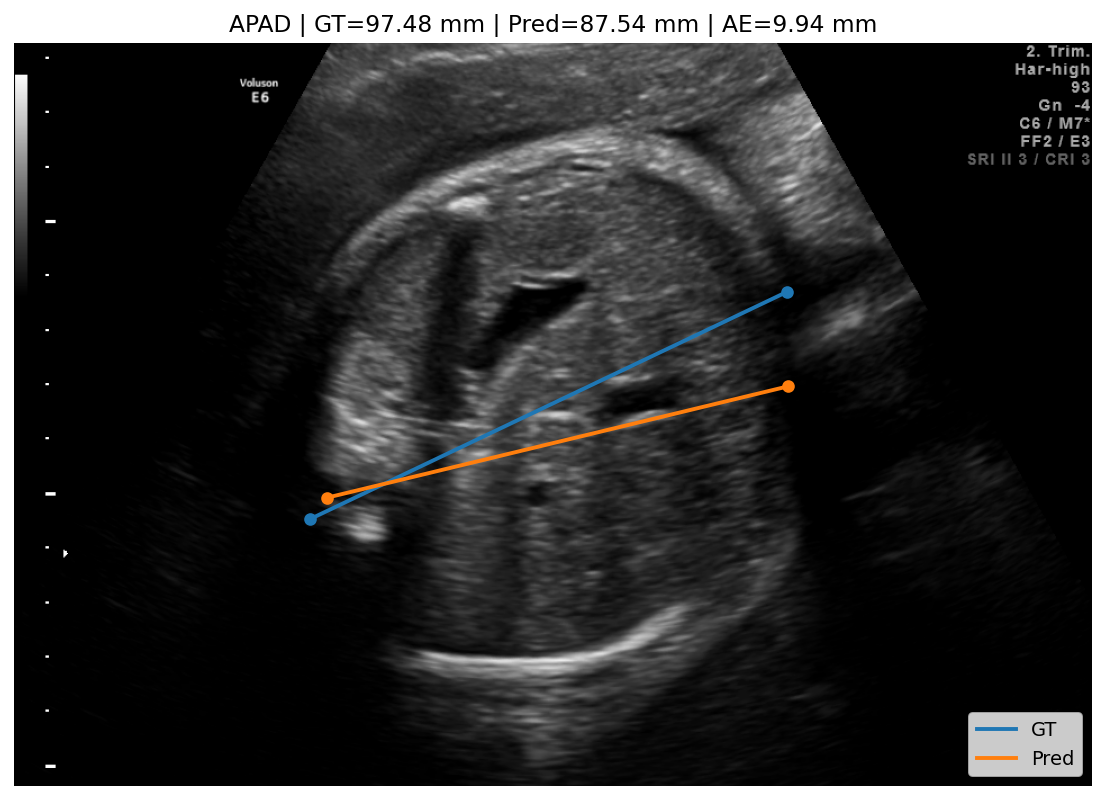 APAD | GT=97.48 mm | Pred=87.54 mm | AE=9.94 mm
Voluson
E6
2. Trim.
Har-high
93
Gn -4
C6 / M7*
FF2 / E3
SRI II 3 / CRI 3
GT
Pred